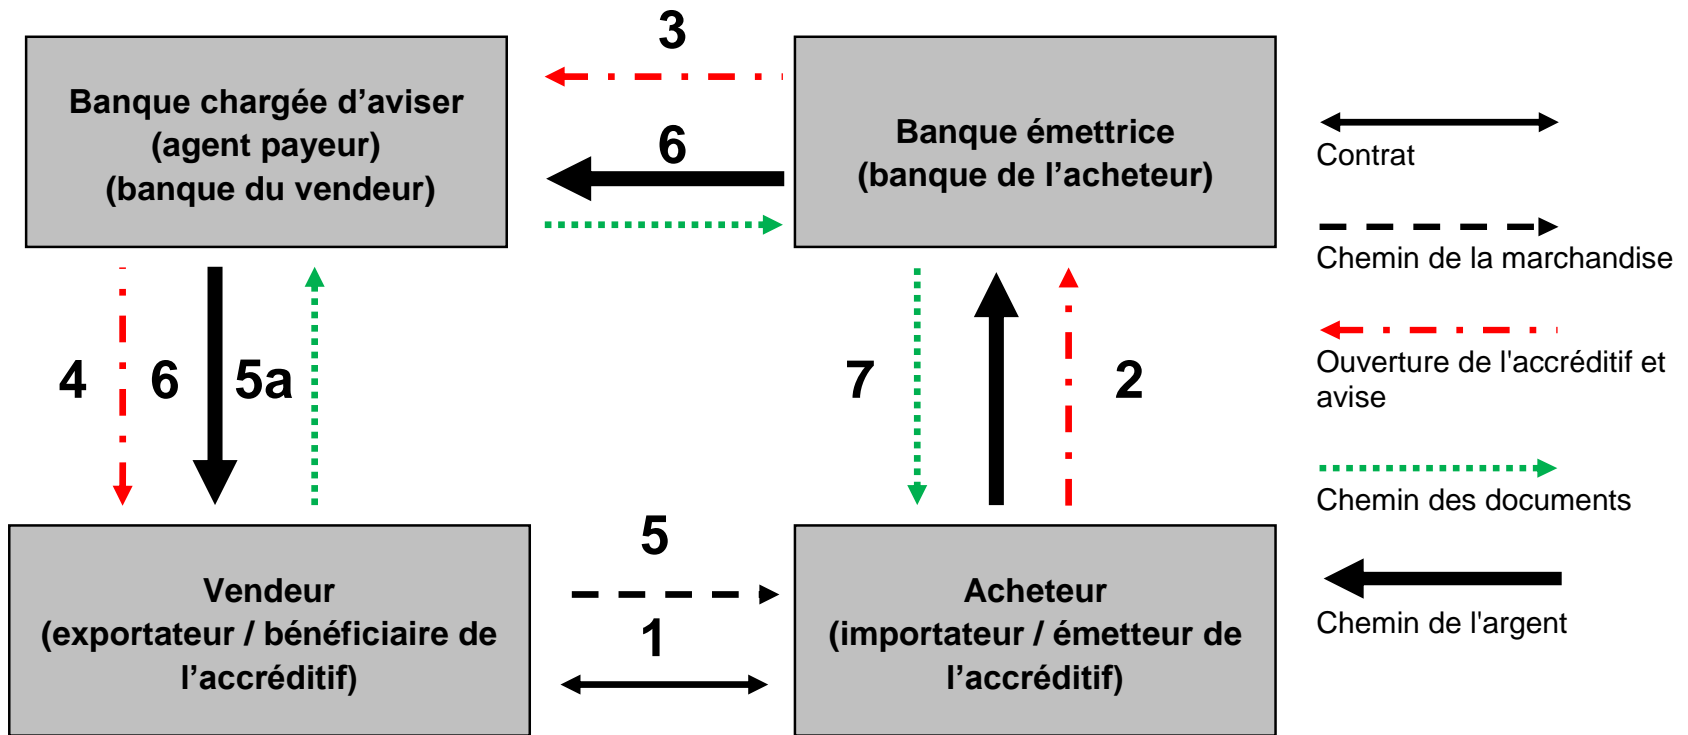 3
Banque chargée d'aviser
(agent payeur)
(banque du vendeur)
6
Banque émettrice
(banque de l'acheteur)
Contrat
Chemin de la marchandise
4
6
5a
7
2
Ouverture de l'accréditif et
avise
Chemin des documents
Vendeur
(exportateur / bénéficiaire de
l'accréditif)
5
1
Acheteur
(importateur / émetteur de
l'accréditif)
Chemin de l'argent